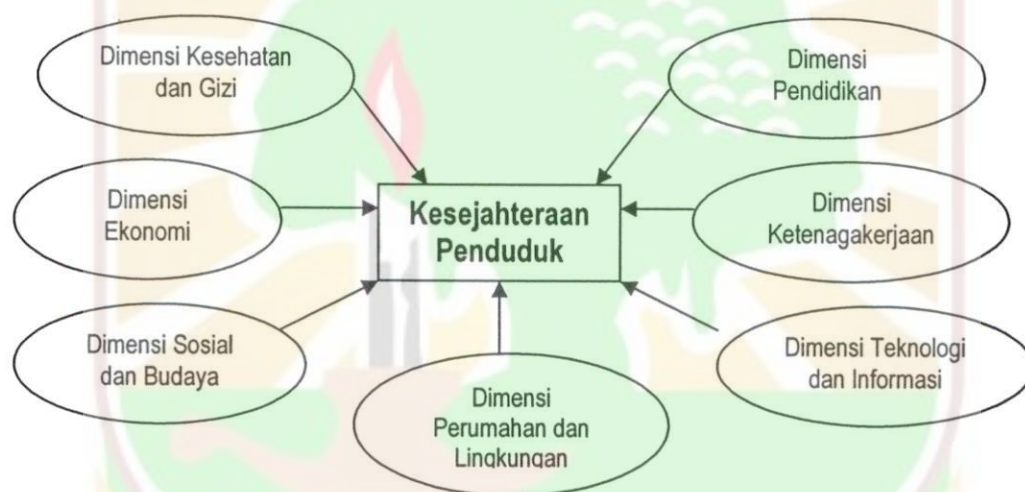 Dimensi Kesehatan
dan Gizi
Dimensi
Pendidikan
Dimensi
Ekonomi
Kesejahteraan
Penduduk
Dimensi
Ketenagakerjaan
Dimensi Sosial
dan Budaya
Dimensi
Perumahan dan
Lingkungan
Dimensi Teknologi
dan Informasi